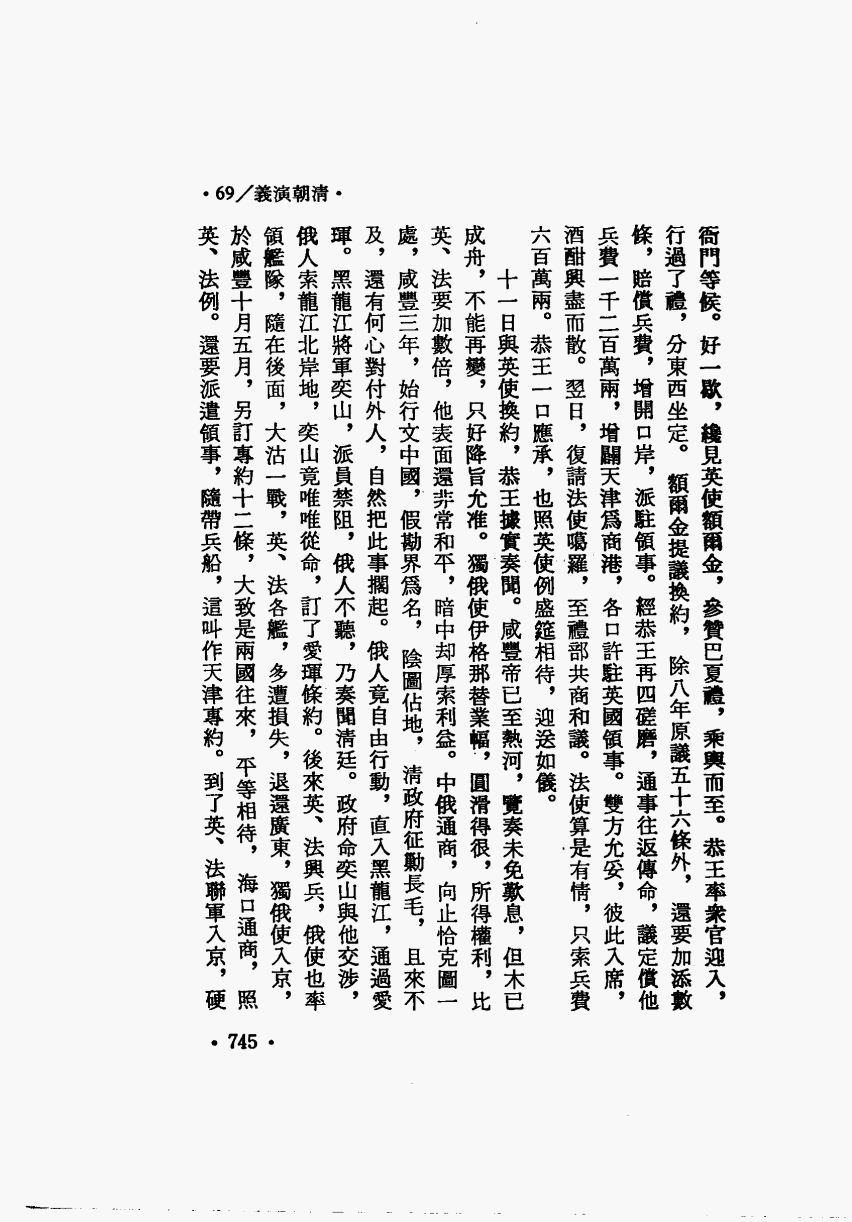 ·69／義演朝清·
衙門等候。好一歇，纔見英使額爾金，參贊巴夏禮，乘輿而至。恭王率衆官迎入，
行過了禮，分東西坐定。額爾金提議換約，除八年原議五十六條外，還要加添數
條，賠償兵費，增開口岸，派駐領事。經恭王再四磋磨，通事往返傳命，議定償他
兵費一千二百萬兩，增闢天津爲商港，各口許駐英國領事。雙方允妥，彼此入席，
酒酣興盡而散。翌日，復請法使噶羅，至禮部共商和議。法使算是有情，只索兵費
六百萬兩。恭王一口應承，也照英使例盛筵相待，迎送如儀。
十一日與英使換約，恭王據實奏聞。咸豐帝已至熱河，覽奏未免歎息，但木已
成舟，不能再變，只好降旨允准。獨俄使伊格那替業幅，圓滑得很，所得權利，比
英、法要加數倍，他表面還非常和平，暗中却厚索利益。中俄通商，向止恰克圖一
處，咸豐三年，始行文中國，假勘界爲名，陰圖佔地，清政府征勦長毛，且來不
及，還有何心對付外人，自然把此事擱起。俄人竟自由行動，直入黑龍江，通過愛
琿。黑龍江將軍奕山，派員禁阻，俄人不聽，乃奏聞清廷。政府命奕山與他交涉，
俄人索龍江北岸地，奕山竟唯唯從命，訂了愛琿條約。後來英、法興兵，俄使也率
領艦隊，隨在後面，大沽一戰，英、法各艦，多遭損失，退還廣東，獨俄使入京，
於咸豐十月五月，另訂專約十二條，大致是兩國往來，平等相待，海口通商，照
英、法例。還要派遣領事，隨帶兵船，這叫作天津專約。到了英、法聯軍入京，硬
·745·